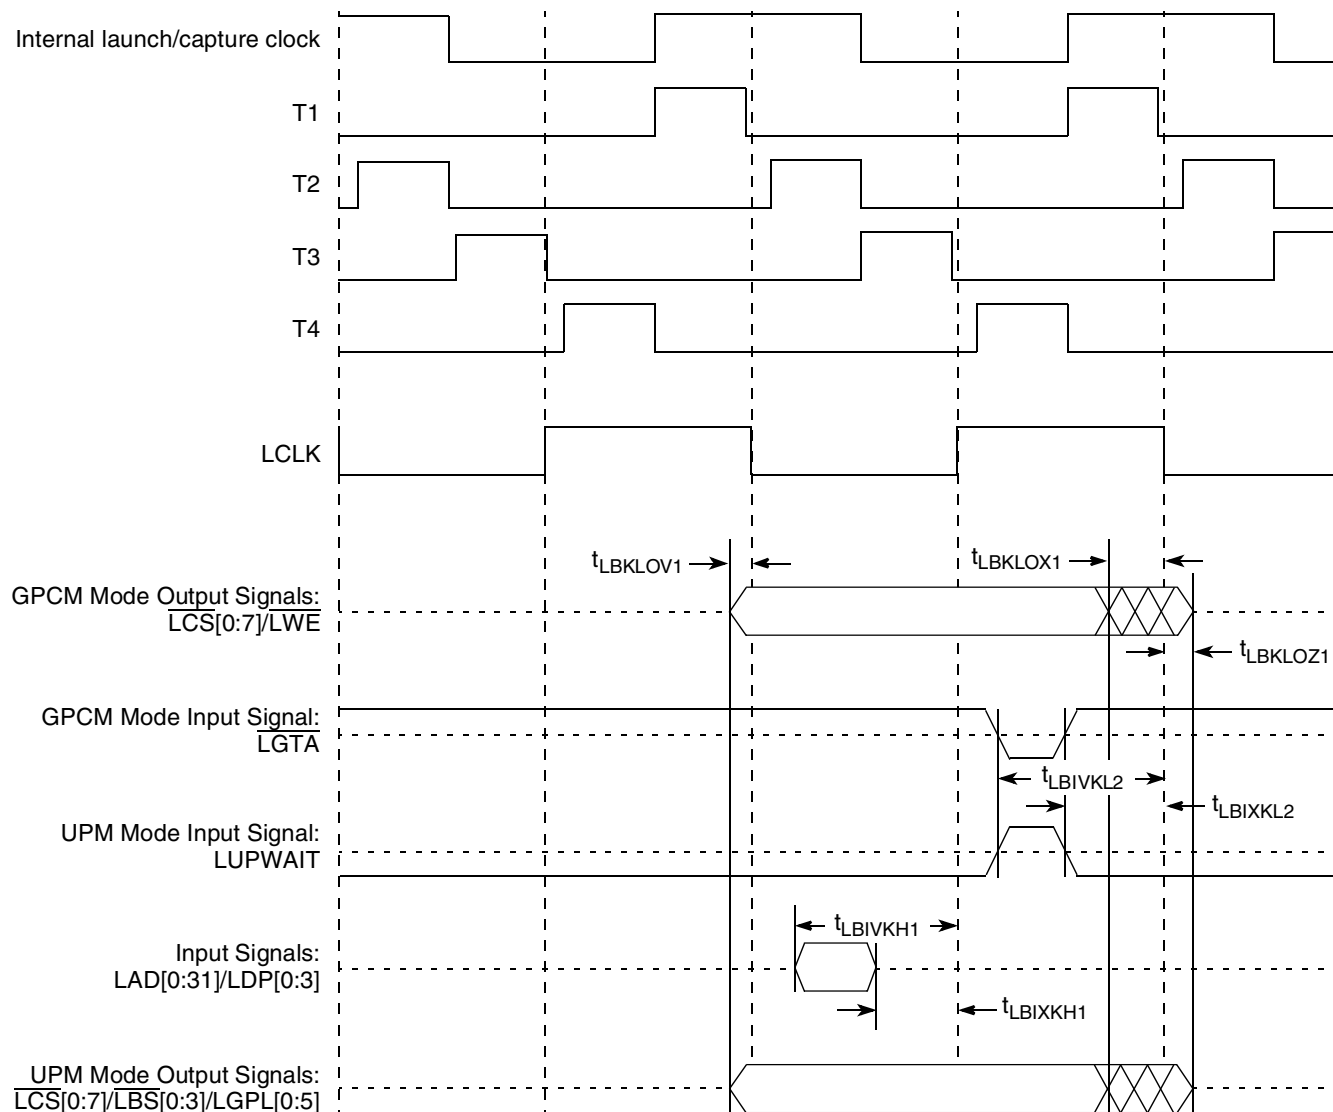 Internal launch/capture clock
T1
T2
T3
T4
LCLK
tLBKLOV1
tLBKLOX1
GPCM Mode Output Signals:
LCS[0:7]/LWE
tLBKLOZ1
GPCM Mode Input Signal:
LGTA
tLBIVKL2
tLBIXKL2
UPM Mode Input Signal:
LUPWAIT
tLBIVKH1
Input Signals:
LAD[0:31]/LDP[0:3]
tLBIXKH1
UPM Mode Output Signals:
LCS[0:7]/LBS[0:3]/LGPL[0:5]